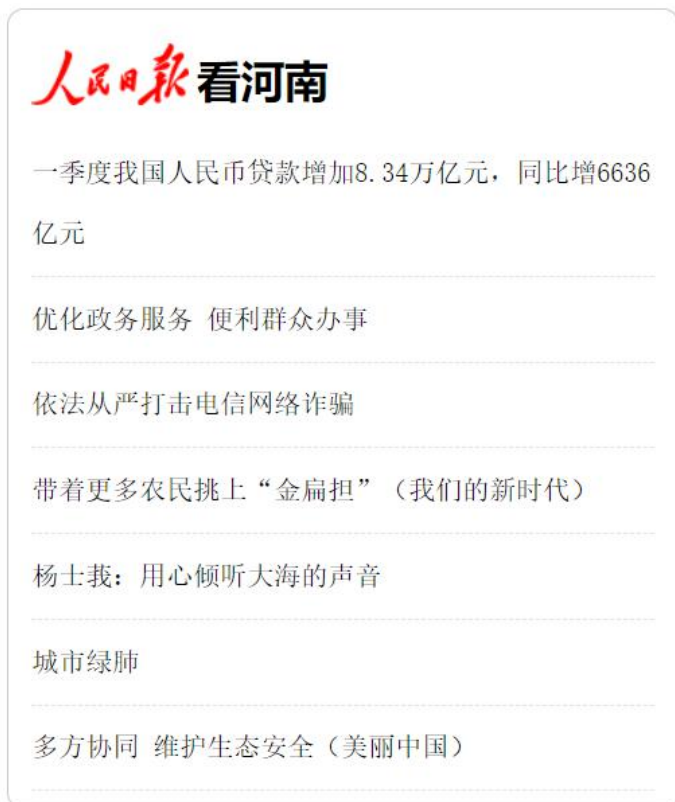 人民日报看河南
一季度我国人民币贷款增加8.34万亿元，同比增6636
亿元
优化政务服务 便利群众办事
依法从严打击电信网络诈骗
带着更多农民挑上“金扁担”（我们的新时代）
杨士莪：用心倾听大海的声音
城市绿肺
多方协同 维护生态安全（美丽中国）